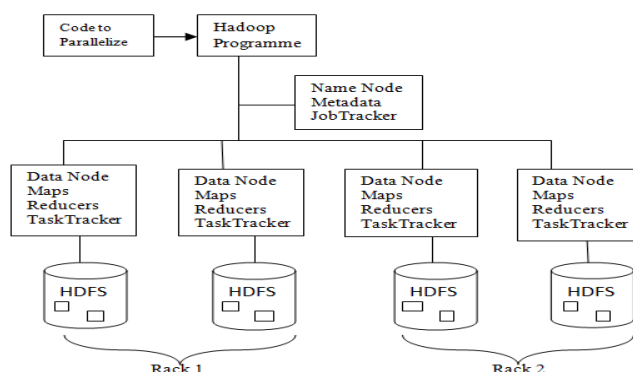 Code to
Parallelize
Hadoop
Programme
Name Node
Metadata
JobTracker
Data Node
Maps
Reducers
TaskTracker
Data Node
Maps
Reducers
TaskTracker
Data Node
Maps
Reducers
TaskTracker
Data Node
Maps
Reducers
TaskTracker
HDFS
HDFS
HDFS
HDFS
Rack 1
Rack 2